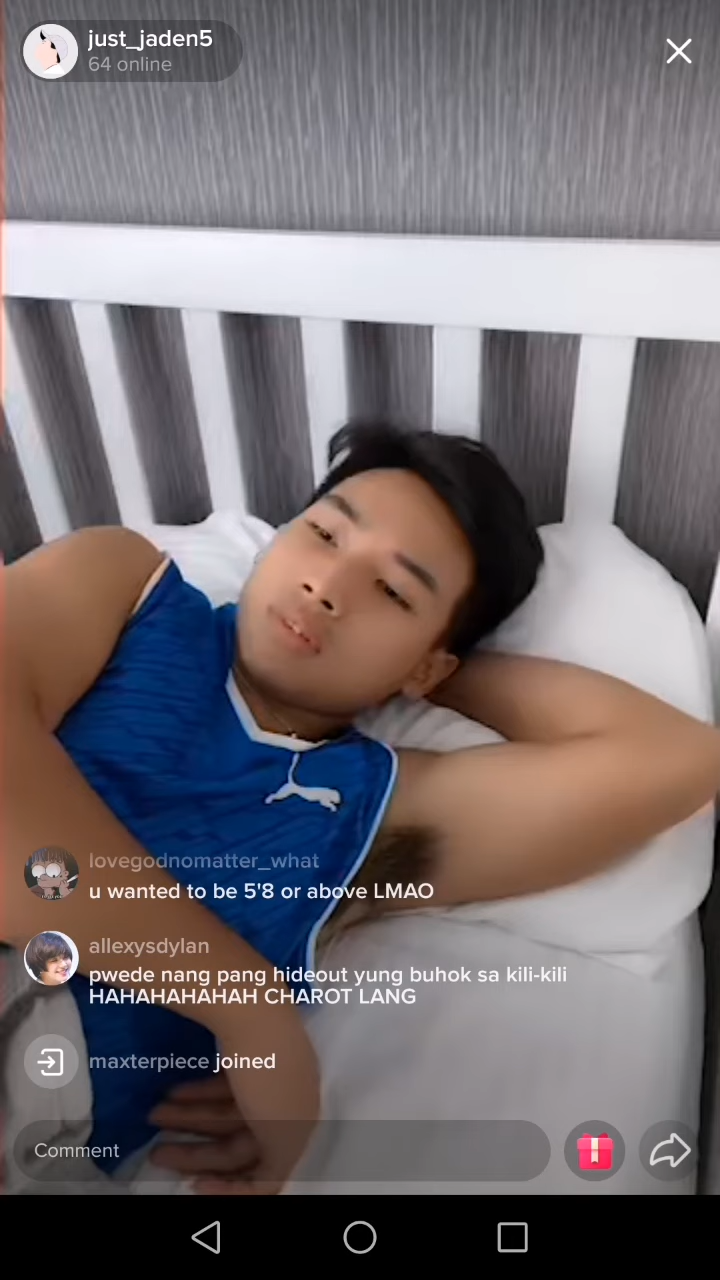 just_jaden5
64 online
lovegodnomatter_what
u wanted to be 5'8 or above LMAO
allexysdylan
pwede nang pang hideout yung buhok sa kili-kili
HAHAHAHAHAH CHAROT LANG
maxterpiece joined
Comment